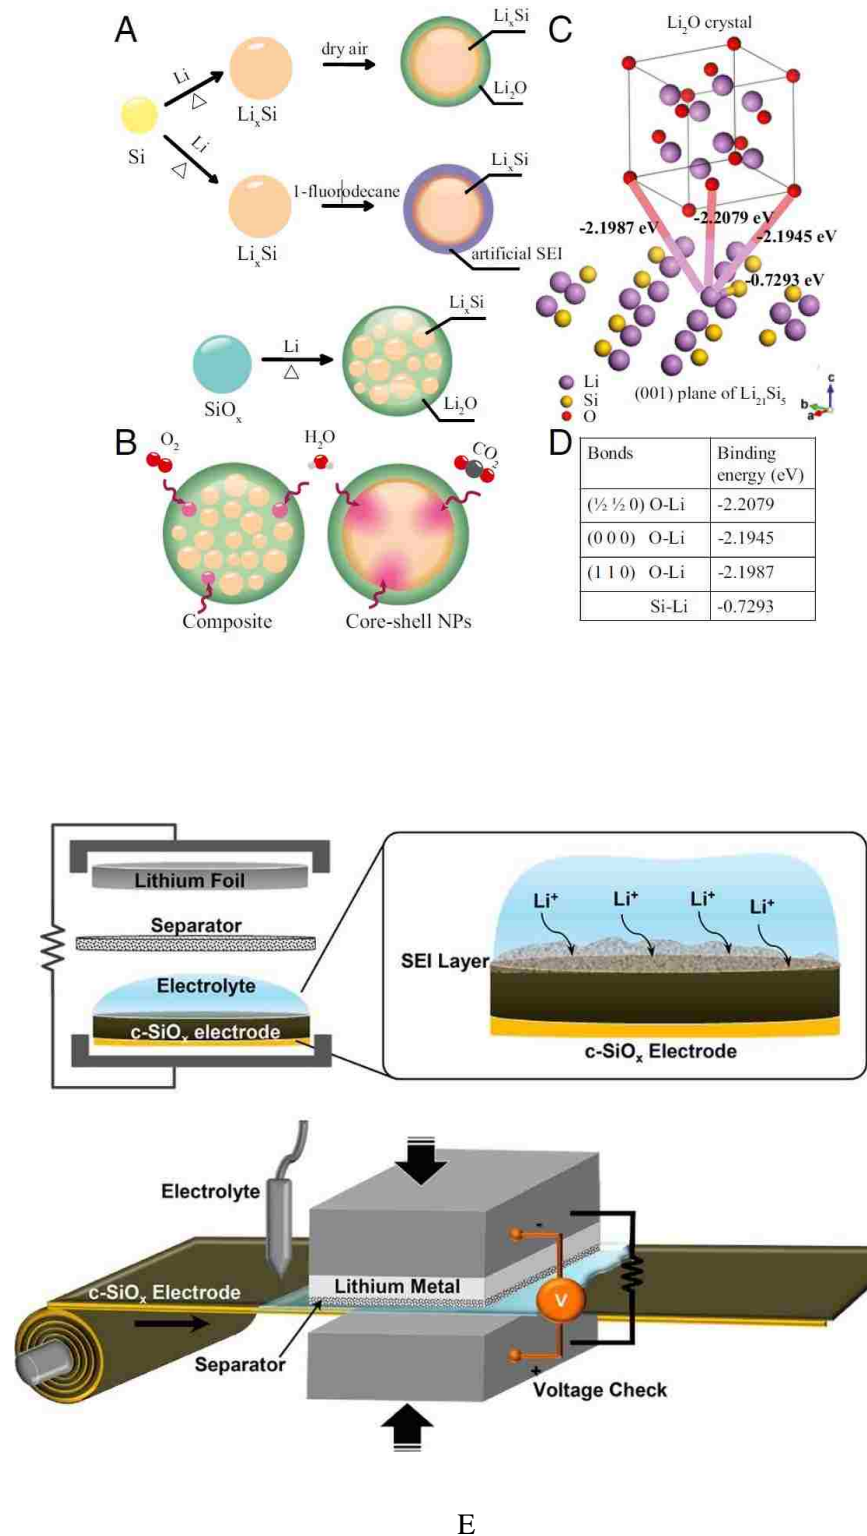 A
Li
△
LiₓSi
dry air
LiₓSi
Li₂O
Si
Li
△
LiₓSi
1-fluorodecane
LiₓSi
artificial SEI
SiOₓ
Li
△
LiₓSi
Li₂O
B
O₂
H₂O
CO₂
Composite
Core-shell NPs
C
Li₂O crystal
-2.1987 eV
-2.2079 eV
-2.1945 eV
-0.7293 eV
Li
Si
O
(001) plane of Li₂₁Si₅
c
b
a
D
Bonds Binding energy (eV)
(½ ½ 0) O-Li -2.2079
(0 0 0) O-Li -2.1945
(1 1 0) O-Li -2.1987
Si-Li -0.7293
Lithium Foil
Separator
Electrolyte
c-SiOₓ electrode
Li⁺ Li⁺ Li⁺ Li⁺
SEI Layer
c-SiOₓ Electrode
Electrolyte
c-SiOₓ Electrode
Lithium Metal
Separator
-
V
+
Voltage Check
E